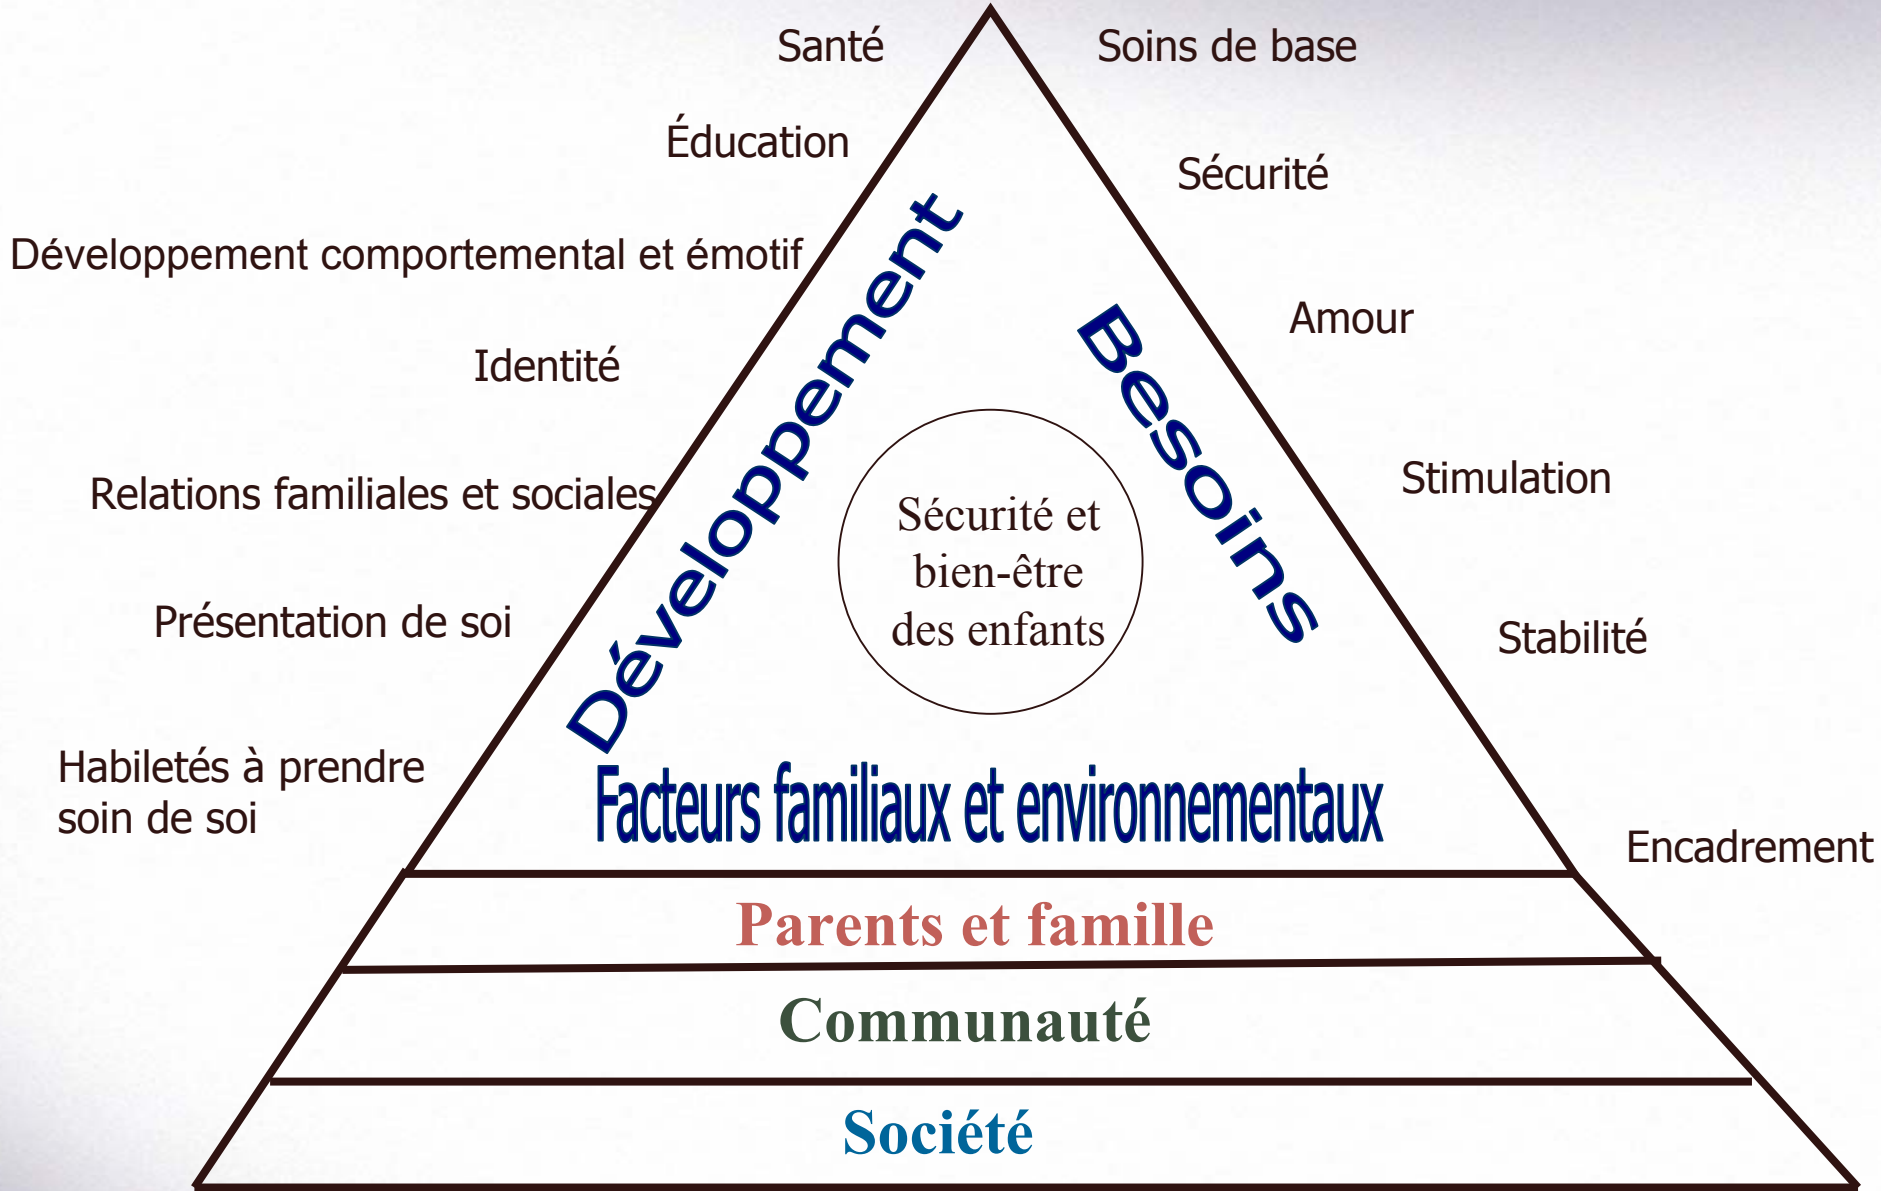 Santé
Soins de base
Éducation
Sécurité
Développement comportemental et émotif
Amour
Identité
Développement
Besoins
Relations familiales et sociales
Stimulation
Sécurité et
bien-être
des enfants
Présentation de soi
Stabilité
Habiletés à prendre
soin de soi
Facteurs familiaux et environnementaux
Encadrement
Parents et famille
Communauté
Société